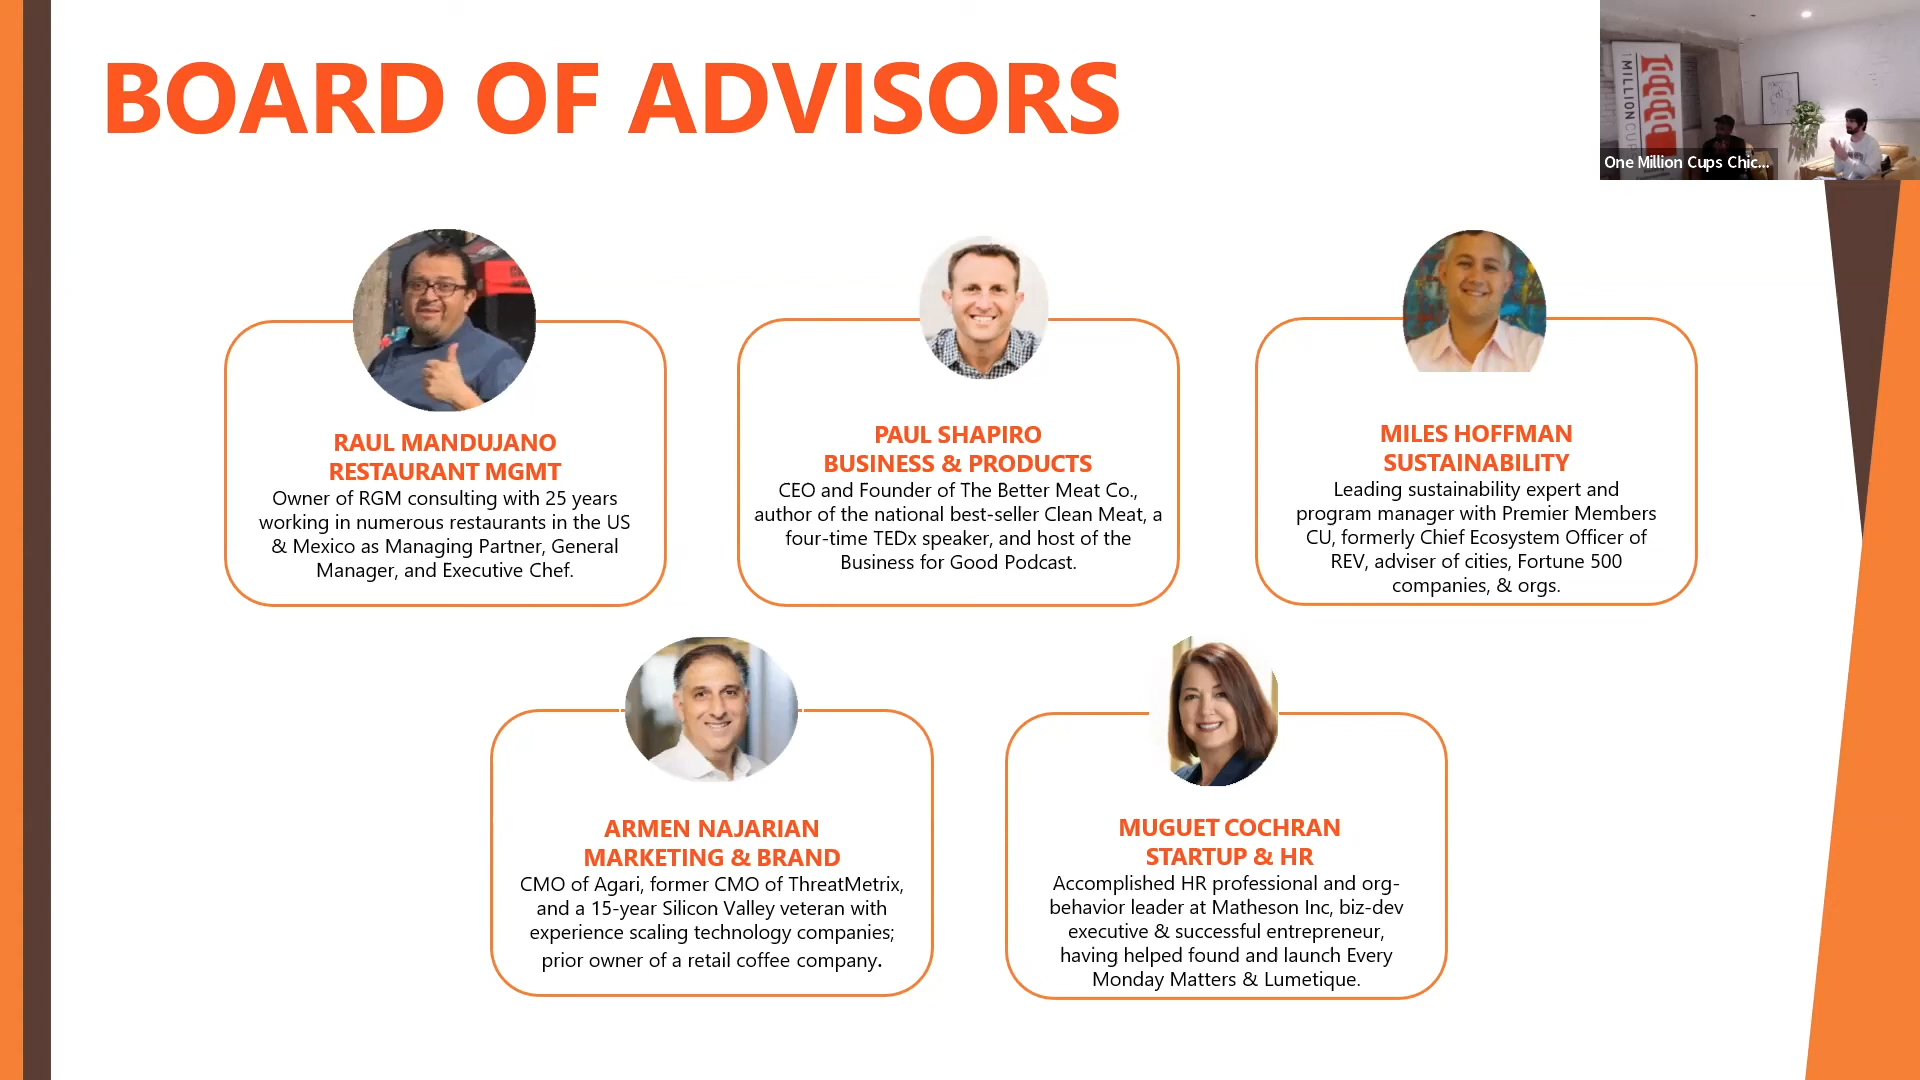 BOARD OF ADVISORS
1MILLIONCUP
One Million Cups Chic...
RAUL MANDUJANO
RESTAURANT MGMT
Owner of RGM consulting with 25 years
working in numerous restaurants in the US
& Mexico as Managing Partner, General
Manager, and Executive Chef.
PAUL SHAPIRO
BUSINESS & PRODUCTS
CEO and Founder of The Better Meat Co.,
author of the national best-seller Clean Meat, a
four-time TEDx speaker, and host of the
Business for Good Podcast.
MILES HOFFMAN
SUSTAINABILITY
Leading sustainability expert and
program manager with Premier Members
CU, formerly Chief Ecosystem Officer of
REV, adviser of cities, Fortune 500
companies, & orgs.
ARMEN NAJARIAN
MARKETING & BRAND
CMO of Agari, former CMO of ThreatMetrix,
and a 15-year Silicon Valley veteran with
experience scaling technology companies;
prior owner of a retail coffee company.
MUGUET COCHRAN
STARTUP & HR
Accomplished HR professional and org-
behavior leader at Matheson Inc, biz-dev
executive & successful entrepreneur,
having helped found and launch Every
Monday Matters & Lumetique.